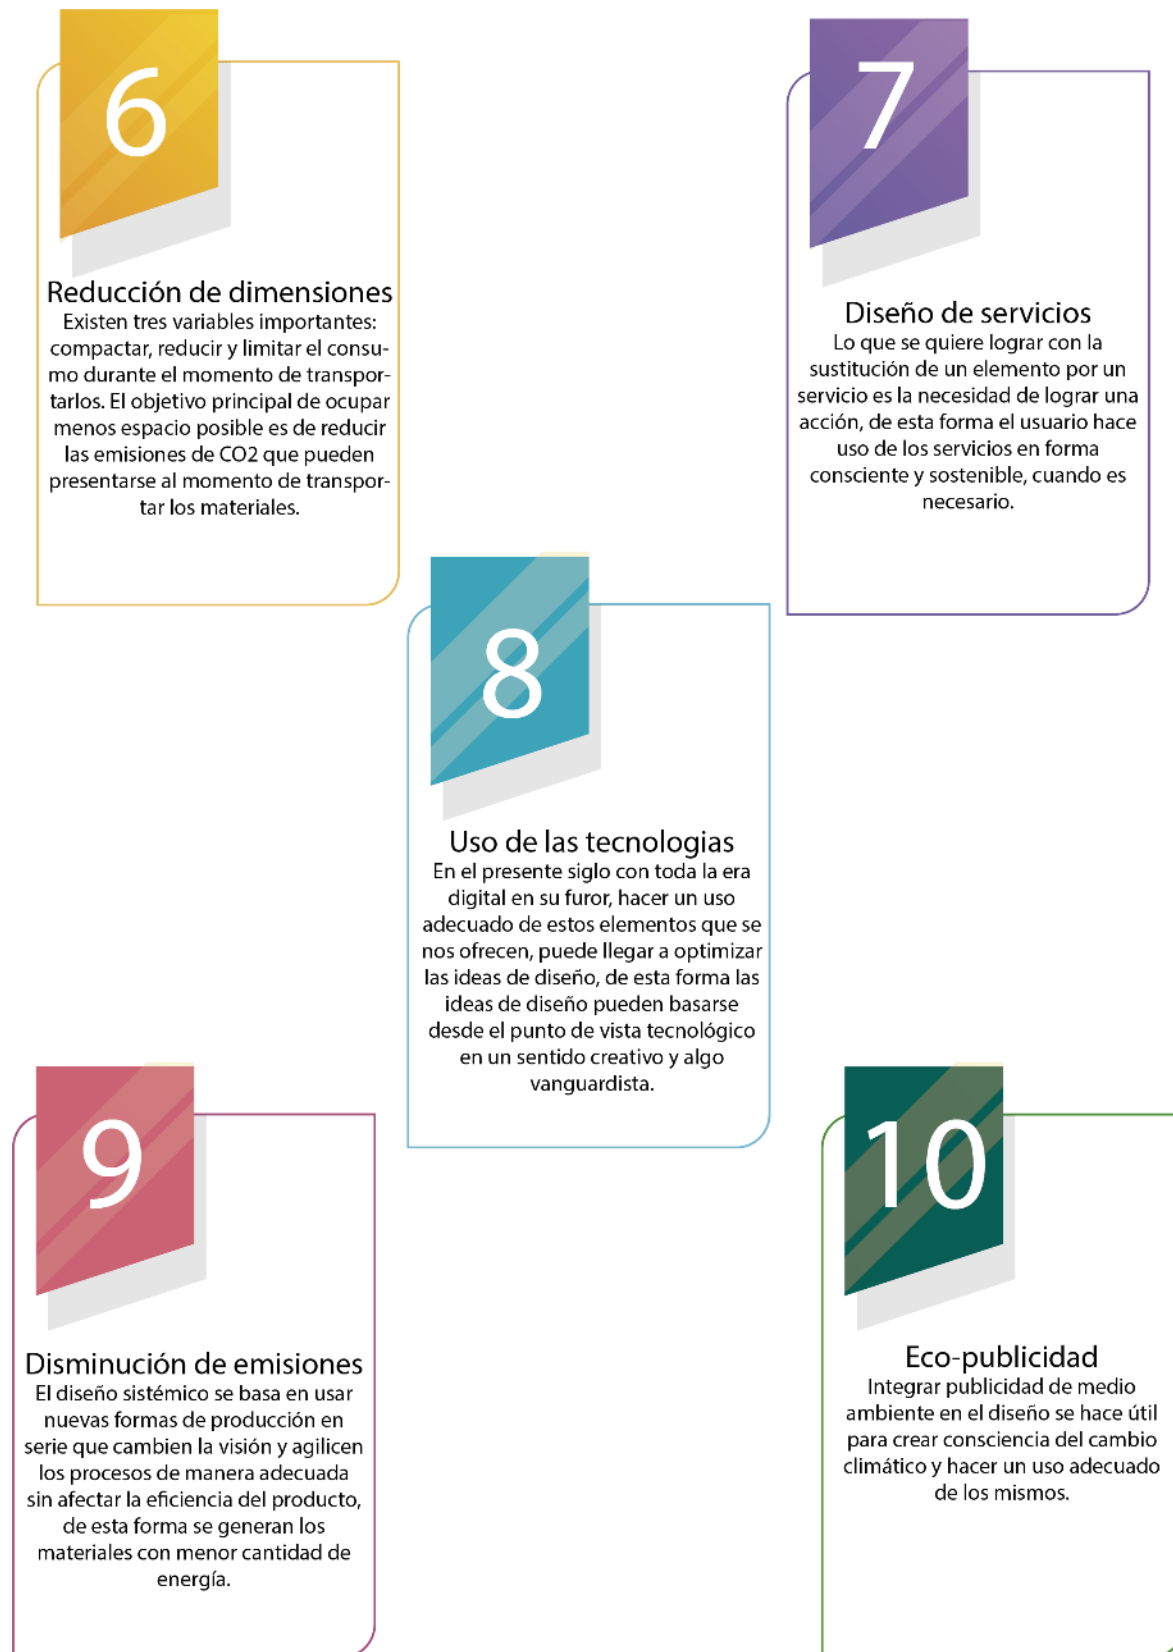 6
Reducción de dimensiones
Existen tres variables importantes:
compactar, reducir y limitar el consu-
mo durante el momento de transpor-
tarlos. El objetivo principal de ocupar
menos espacio posible es de reducir
las emisiones de CO2 que pueden
presentarse al momento de transpor-
tar los materiales.
7
Diseño de servicios
Lo que se quiere lograr con la
sustitución de un elemento por un
servicio es la necesidad de lograr una
acción, de esta forma el usuario hace
uso de los servicios en forma
consciente y sostenible, cuando es
necesario.
8
Uso de las tecnologias
En el presente siglo con toda la era
digital en su furor, hacer un uso
adecuado de estos elementos que se
nos ofrecen, puede llegar a optimizar
las ideas de diseño, de esta forma las
ideas de diseño pueden basarse
desde el punto de vista tecnológico
en un sentido creativo y algo
vanguardista.
9
Disminución de emisiones
El diseño sistémico se basa en usar
nuevas formas de producción en
serie que cambien la visión y agilicen
los procesos de manera adecuada
sin afectar la eficiencia del producto,
de esta forma se generan los
materiales con menor cantidad de
energía.
10
Eco-publicidad
Integrar publicidad de medio
ambiente en el diseño se hace útil
para crear consciencia del cambio
climático y hacer un uso adecuado
de los mismos.